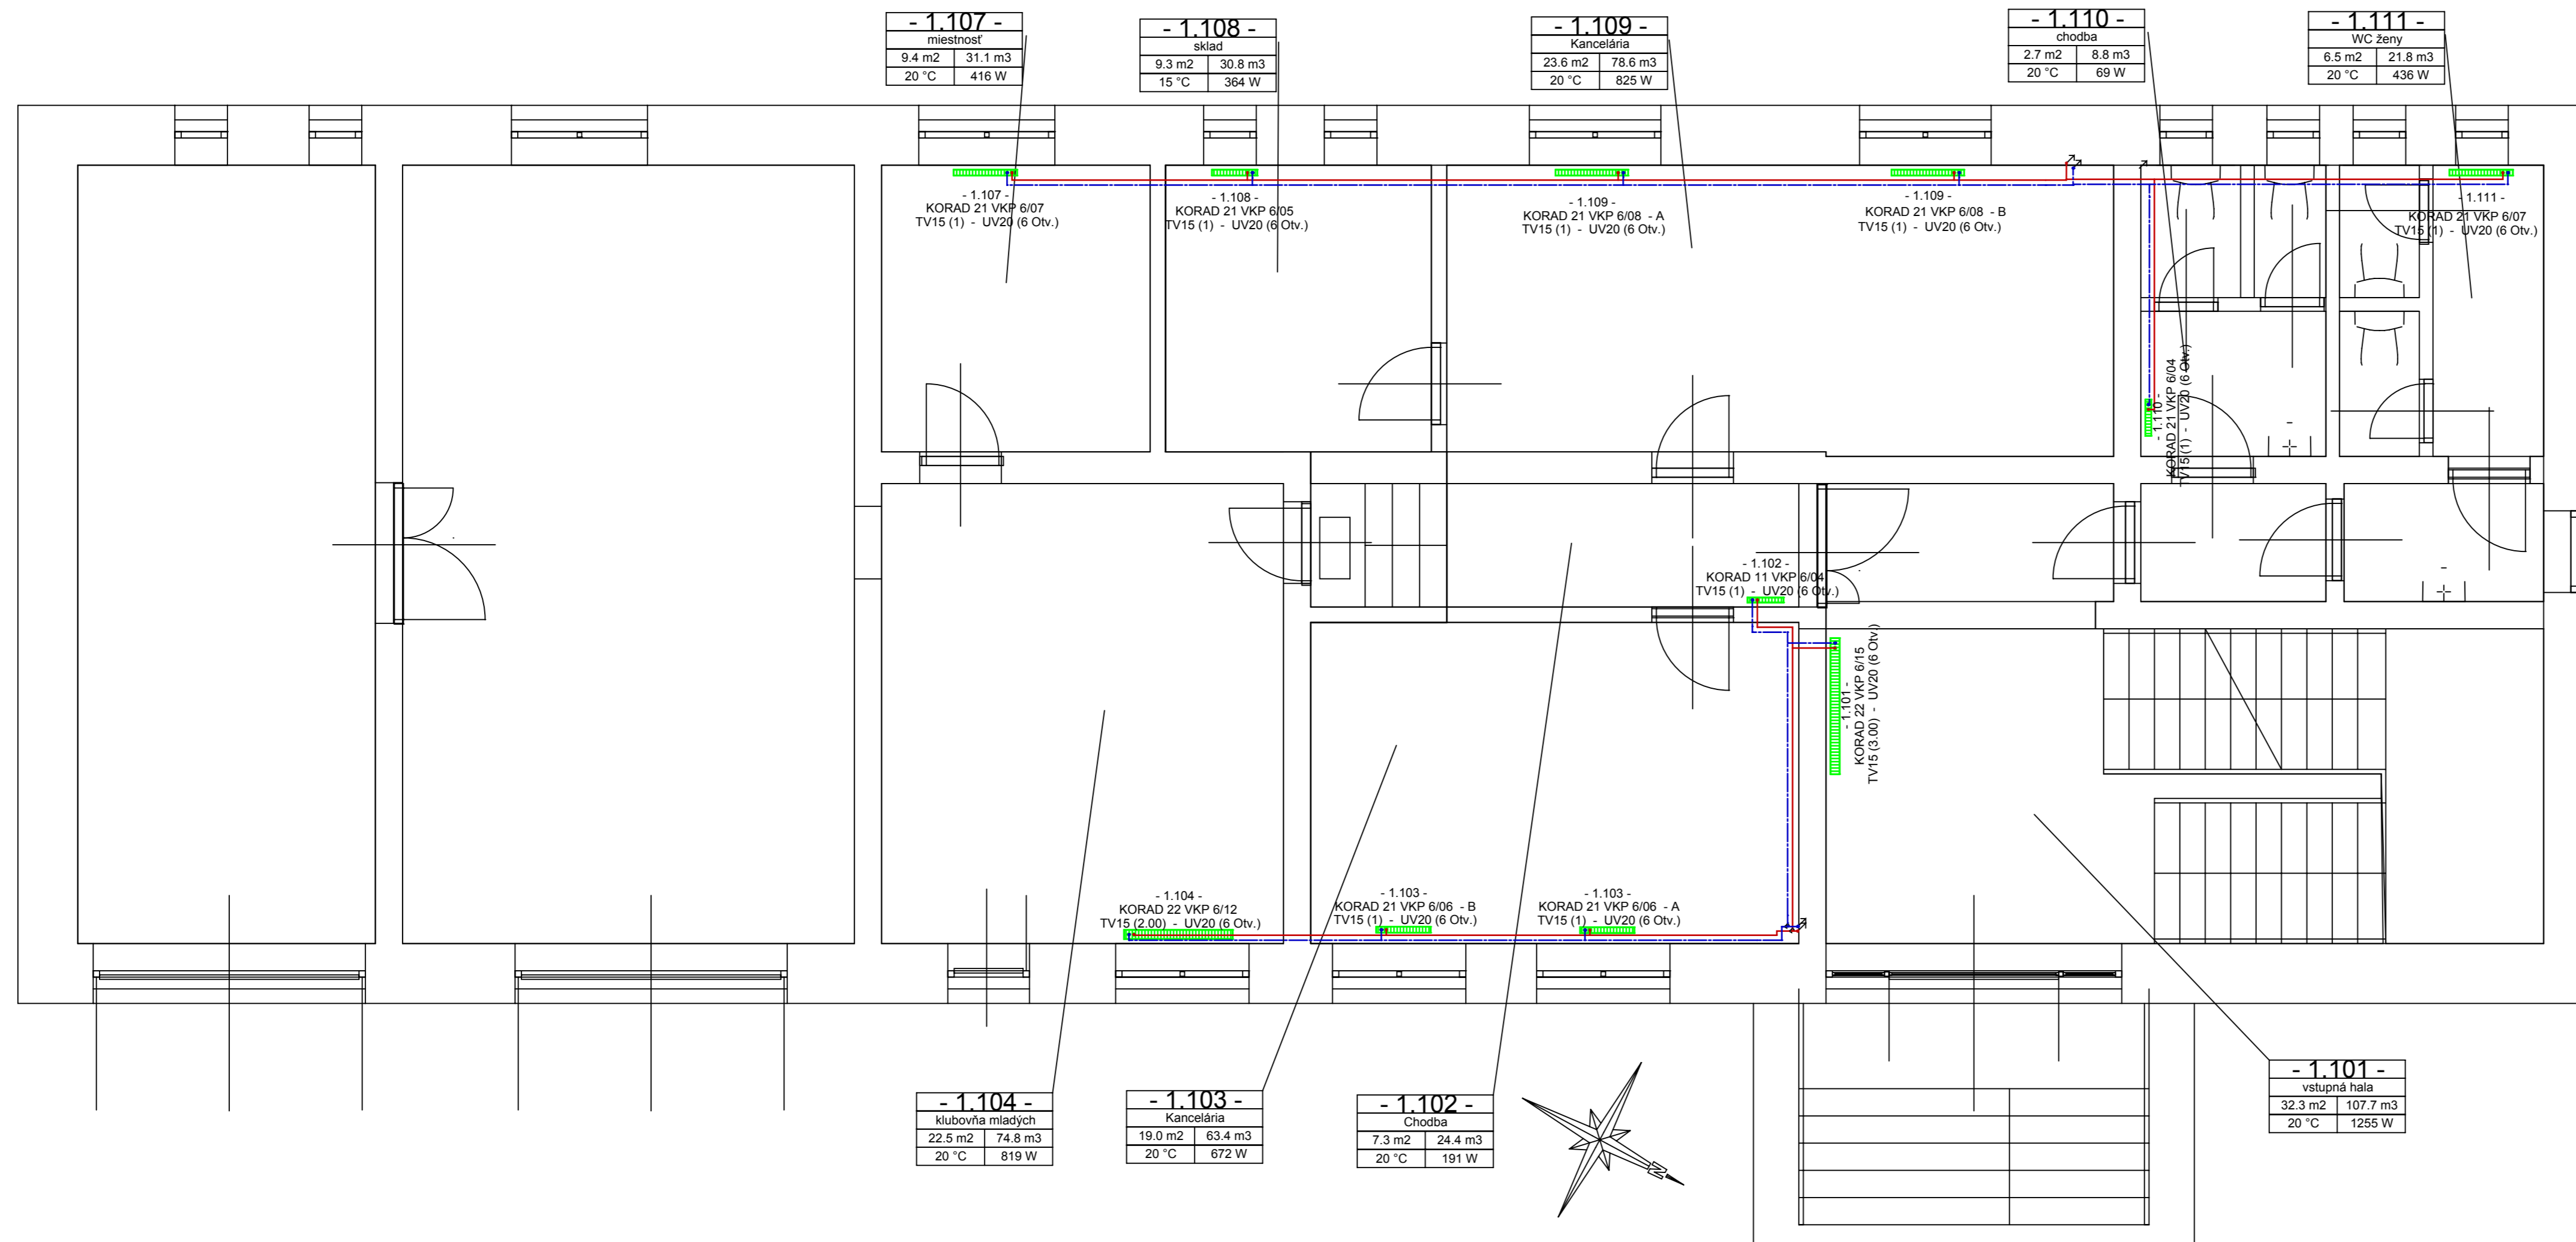 - 1.107 -
miestnosť
9.4 m2 31.1 m3
20 °C 416 W
- 1.108 -
sklad
9.3 m2 30.8 m3
15 °C 364 W
- 1.109 -
Kancelária
23.6 m2 78.6 m3
20 °C 825 W
- 1.110 -
chodba
2.7 m2 8.8 m3
20 °C 69 W
- 1.111 -
WC ženy
6.5 m2 21.8 m3
20 °C 436 W
- 1.107 -
KORAD 21 VKP 6/07
TV15 (1) - UV20 (6 Otv.)
- 1.108 -
KORAD 21 VKP 6/05
TV15 (1) - UV20 (6 Otv.)
- 1.109 -
KORAD 21 VKP 6/08 - A
TV15 (1) - UV20 (6 Otv.)
- 1.109 -
KORAD 21 VKP 6/08 - B
TV15 (1) - UV20 (6 Otv.)
- 1.111 -
KORAD 21 VKP 6/07
TV15 (1) - UV20 (6 Otv.)
- 1.110 -
KORAD 21 VKP 6/04
TV15 (1) - UV20 (6 Otv.)
- 1.102 -
KORAD 11 VKP 6/04
TV15 (1) - UV20 (6 Otv.)
- 1.101 -
KORAD 22 VKP 6/15
TV15 (3.00) - UV20 (6 Otv.)
- 1.104 -
KORAD 22 VKP 6/12
TV15 (2.00) - UV20 (6 Otv.)
- 1.103 -
KORAD 21 VKP 6/06 - B
TV15 (1) - UV20 (6 Otv.)
- 1.103 -
KORAD 21 VKP 6/06 - A
TV15 (1) - UV20 (6 Otv.)
- 1.104 -
klubovňa mladých
22.5 m2 74.8 m3
20 °C 819 W
- 1.103 -
Kancelária
19.0 m2 63.4 m3
20 °C 672 W
- 1.102 -
Chodba
7.3 m2 24.4 m3
20 °C 191 W
N
- 1.101 -
vstupná hala
32.3 m2 107.7 m3
20 °C 1255 W